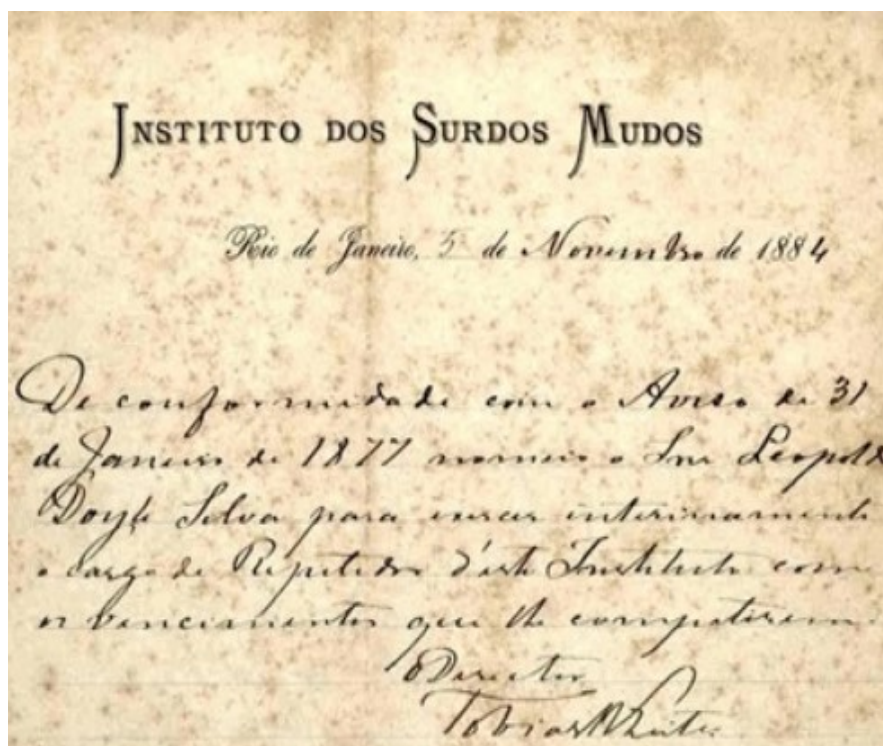 INSTITUTO DOS SURDOS MUDOS
Rio de Janeiro, 5 de Novembro de 1884
De conformidade com o Aviso de 31
de Janeiro de 1877 nomeio o Snr Leopoldo
Doyle Silva para exercer interinamente
o cargo de Repetidor d'este Instituto com
os vencimentos que lhe competirem.
O Director
Tobias R Leite